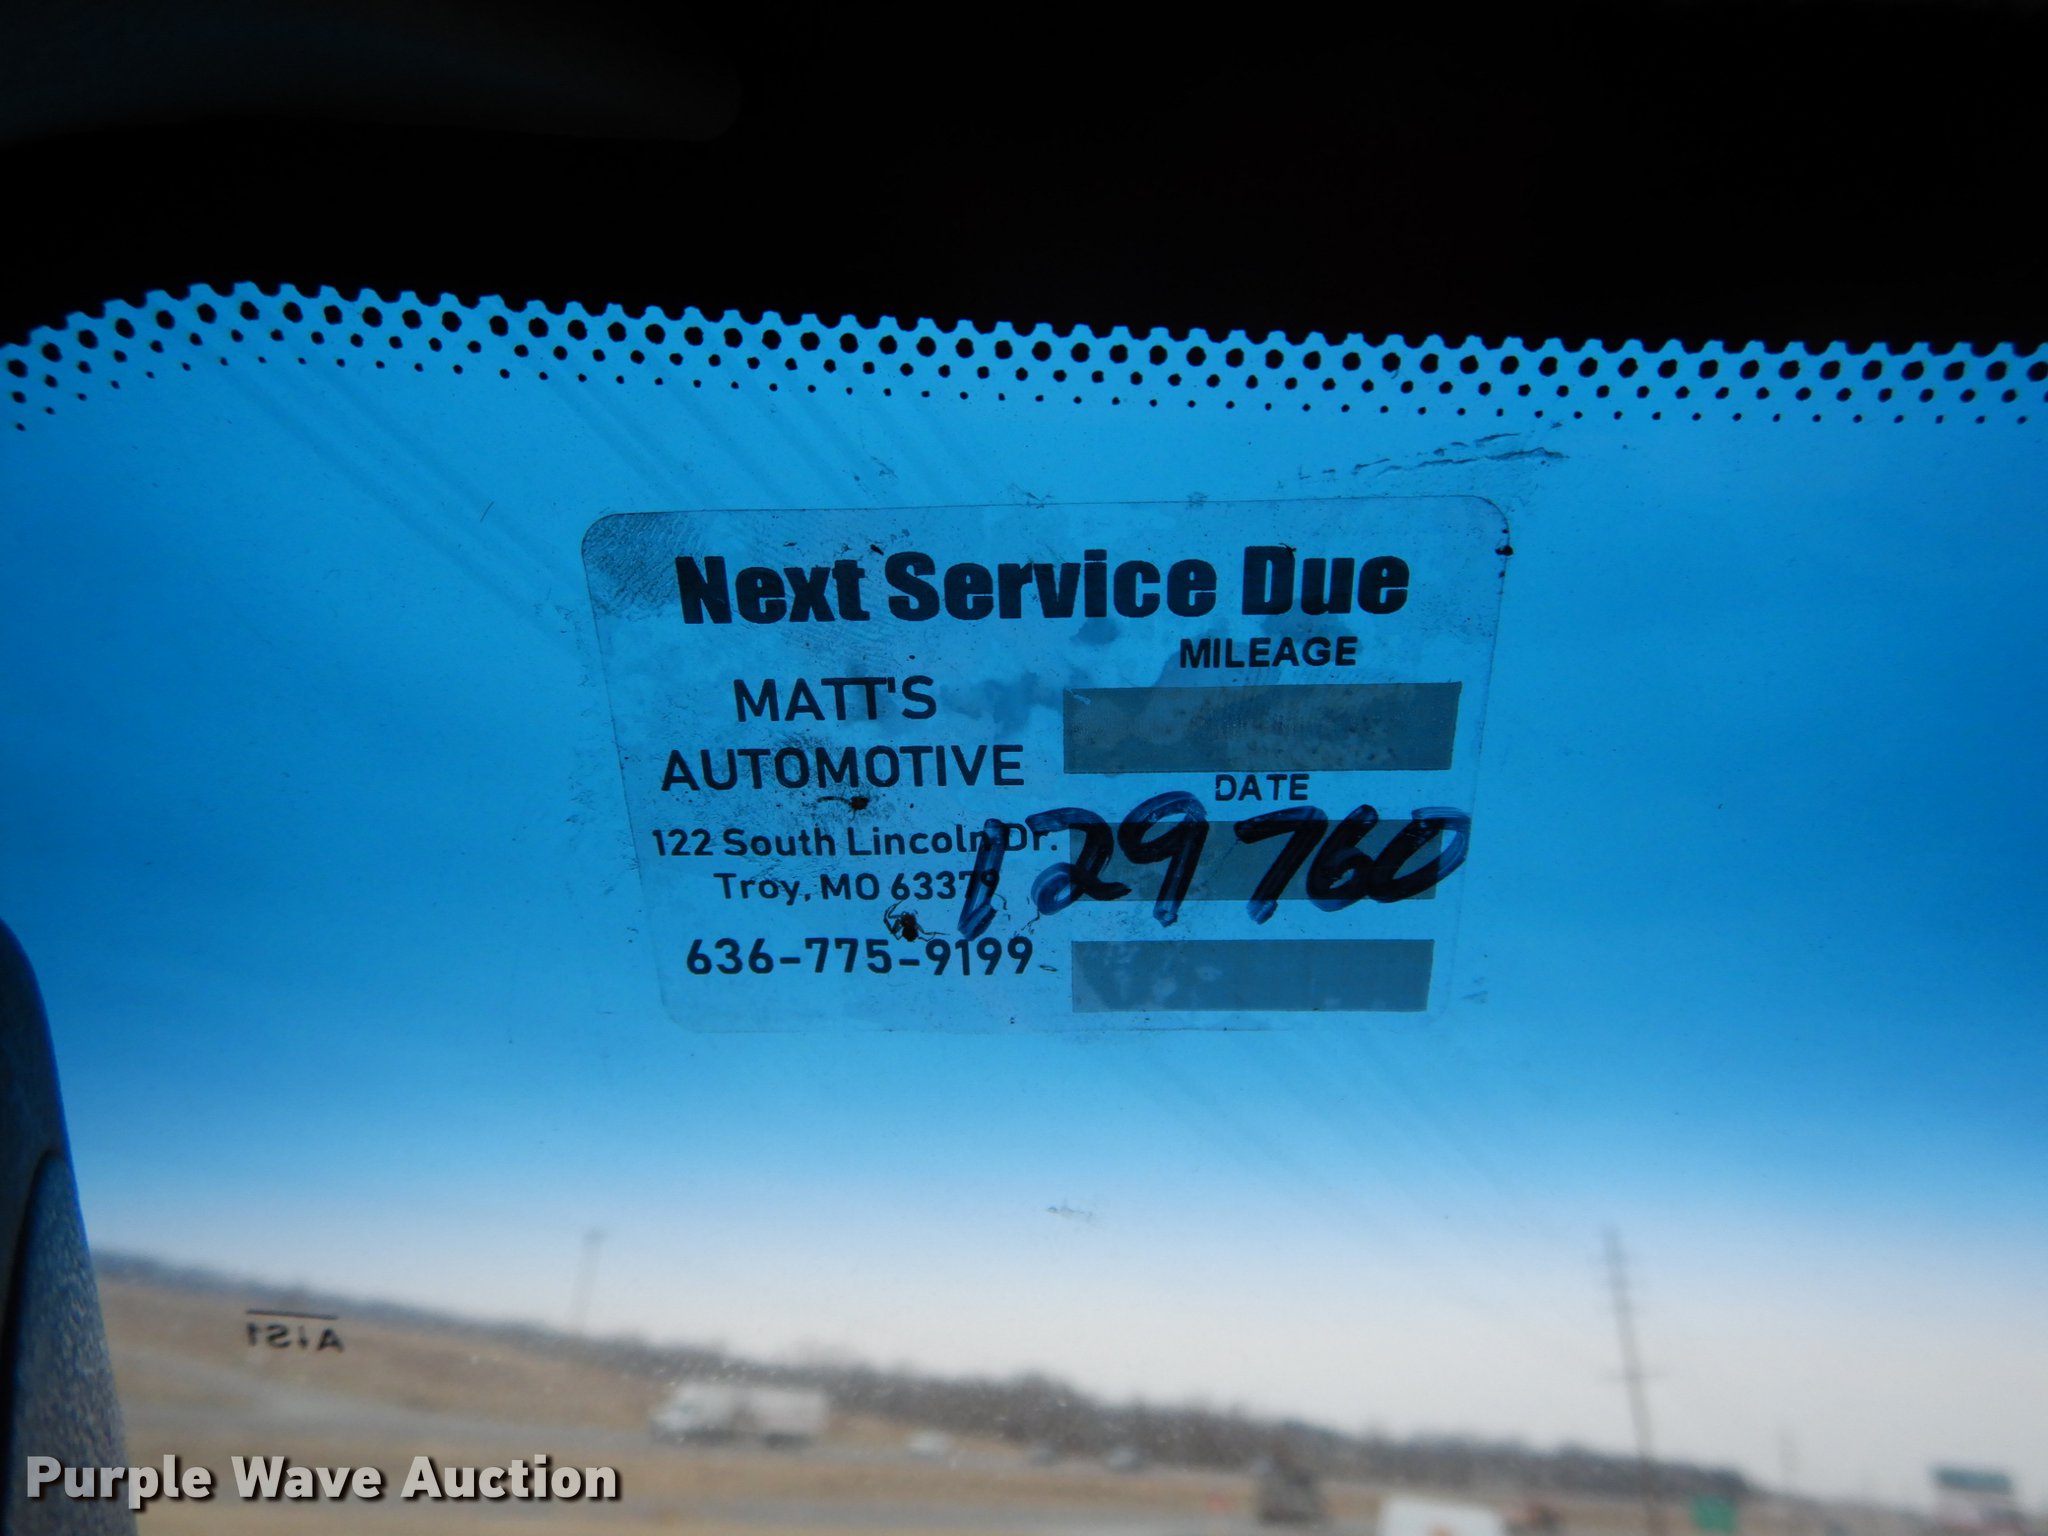 Next Service Due
MILEAGE
MATT'S
AUTOMOTIVE
DATE
129760
122 South Lincoln Dr.
Troy, MO 63379
636-775-9199
Purple Wave Auction